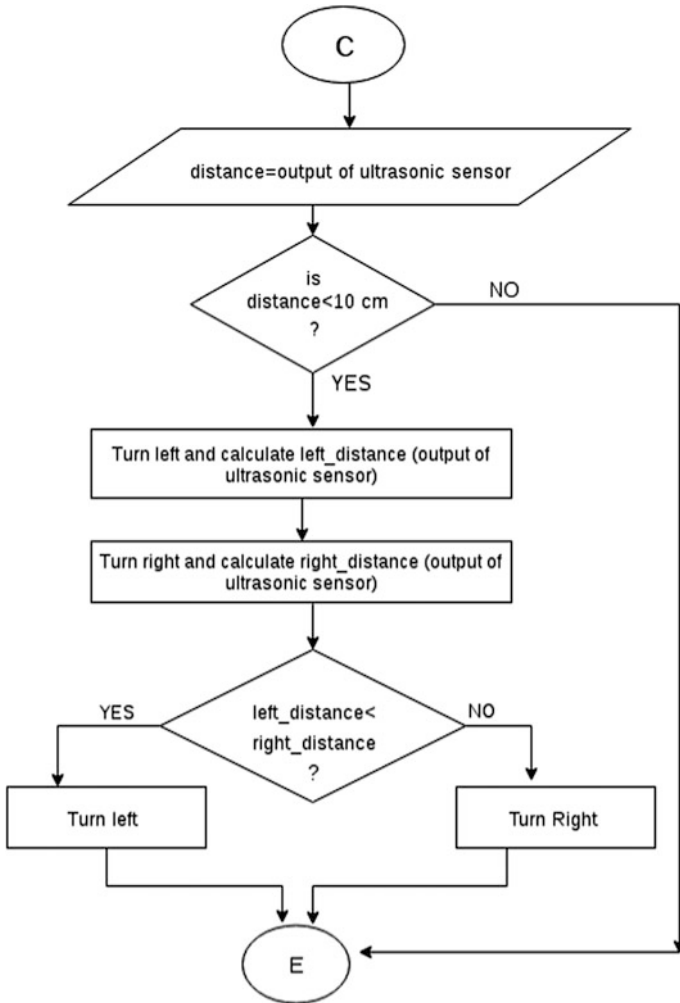 C
distance=output of ultrasonic sensor
is
distance<10 cm
?
NO
YES
Turn left and calculate left_distance (output of
ultrasonic sensor)
Turn right and calculate right_distance (output of
ultrasonic sensor)
YES
left_distance<
right_distance
?
NO
Turn left
Turn Right
E